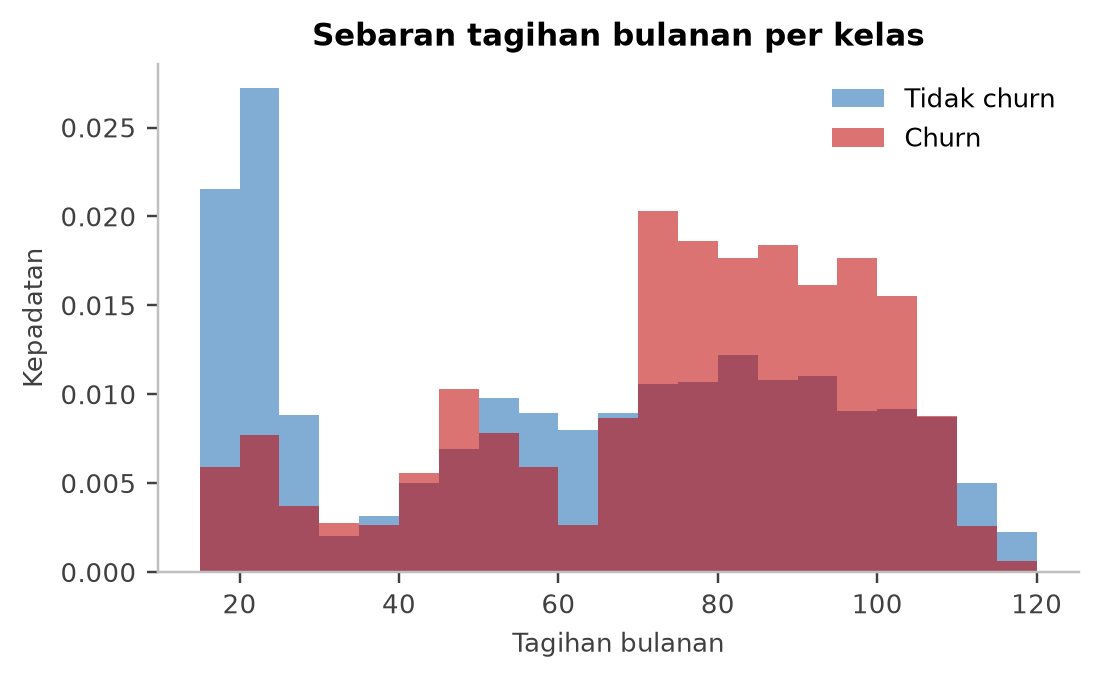 Sebaran tagihan bulanan per kelas
Tidak churn
Churn
Kepadatan
0.025
0.020
0.015
0.010
0.005
0.000
20 40 60 80 100 120
Tagihan bulanan